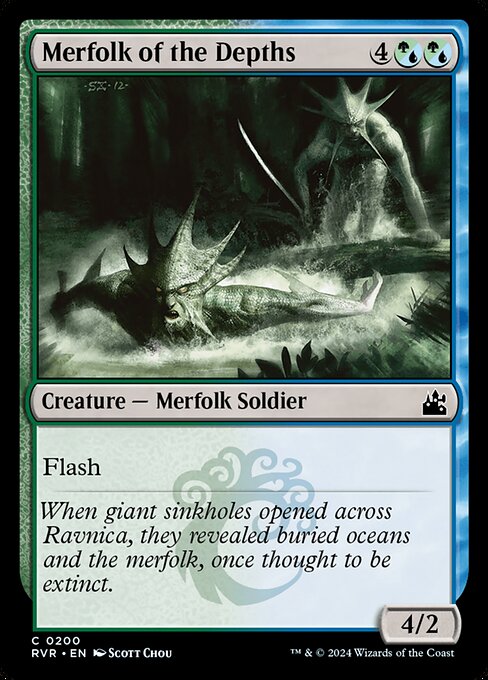 Merfolk of the Depths 4
-SZ-12-
Creature — Merfolk Soldier
Flash
When giant sinkholes opened across
Ravnica, they revealed buried oceans
and the merfolk, once thought to be
extinct.
4/2
C 0200
RVR • EN Scott Chou
™ & © 2024 Wizards of the Coast